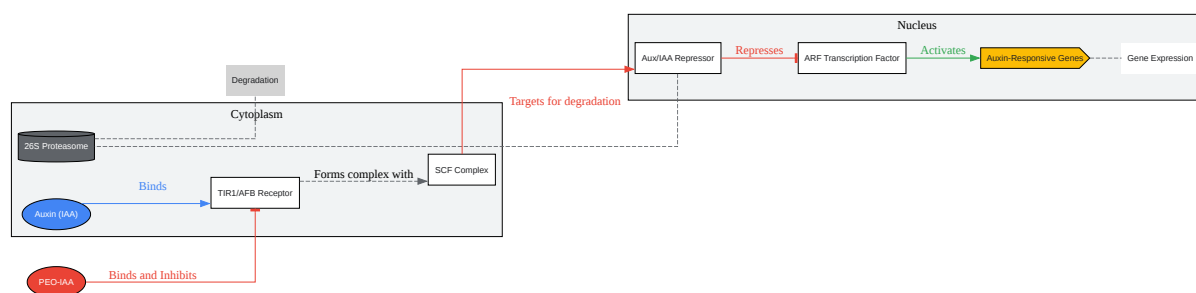 Nucleus
Aux/IAA Repressor
Represses
ARF Transcription Factor
Activates
Auxin-Responsive Genes
Gene Expression
Degradation
Targets for degradation
Cytoplasm
26S Proteasome
SCF Complex
Forms complex with
Binds
TIR1/AFB Receptor
Auxin (IAA)
PEO-IAA
Binds and Inhibits